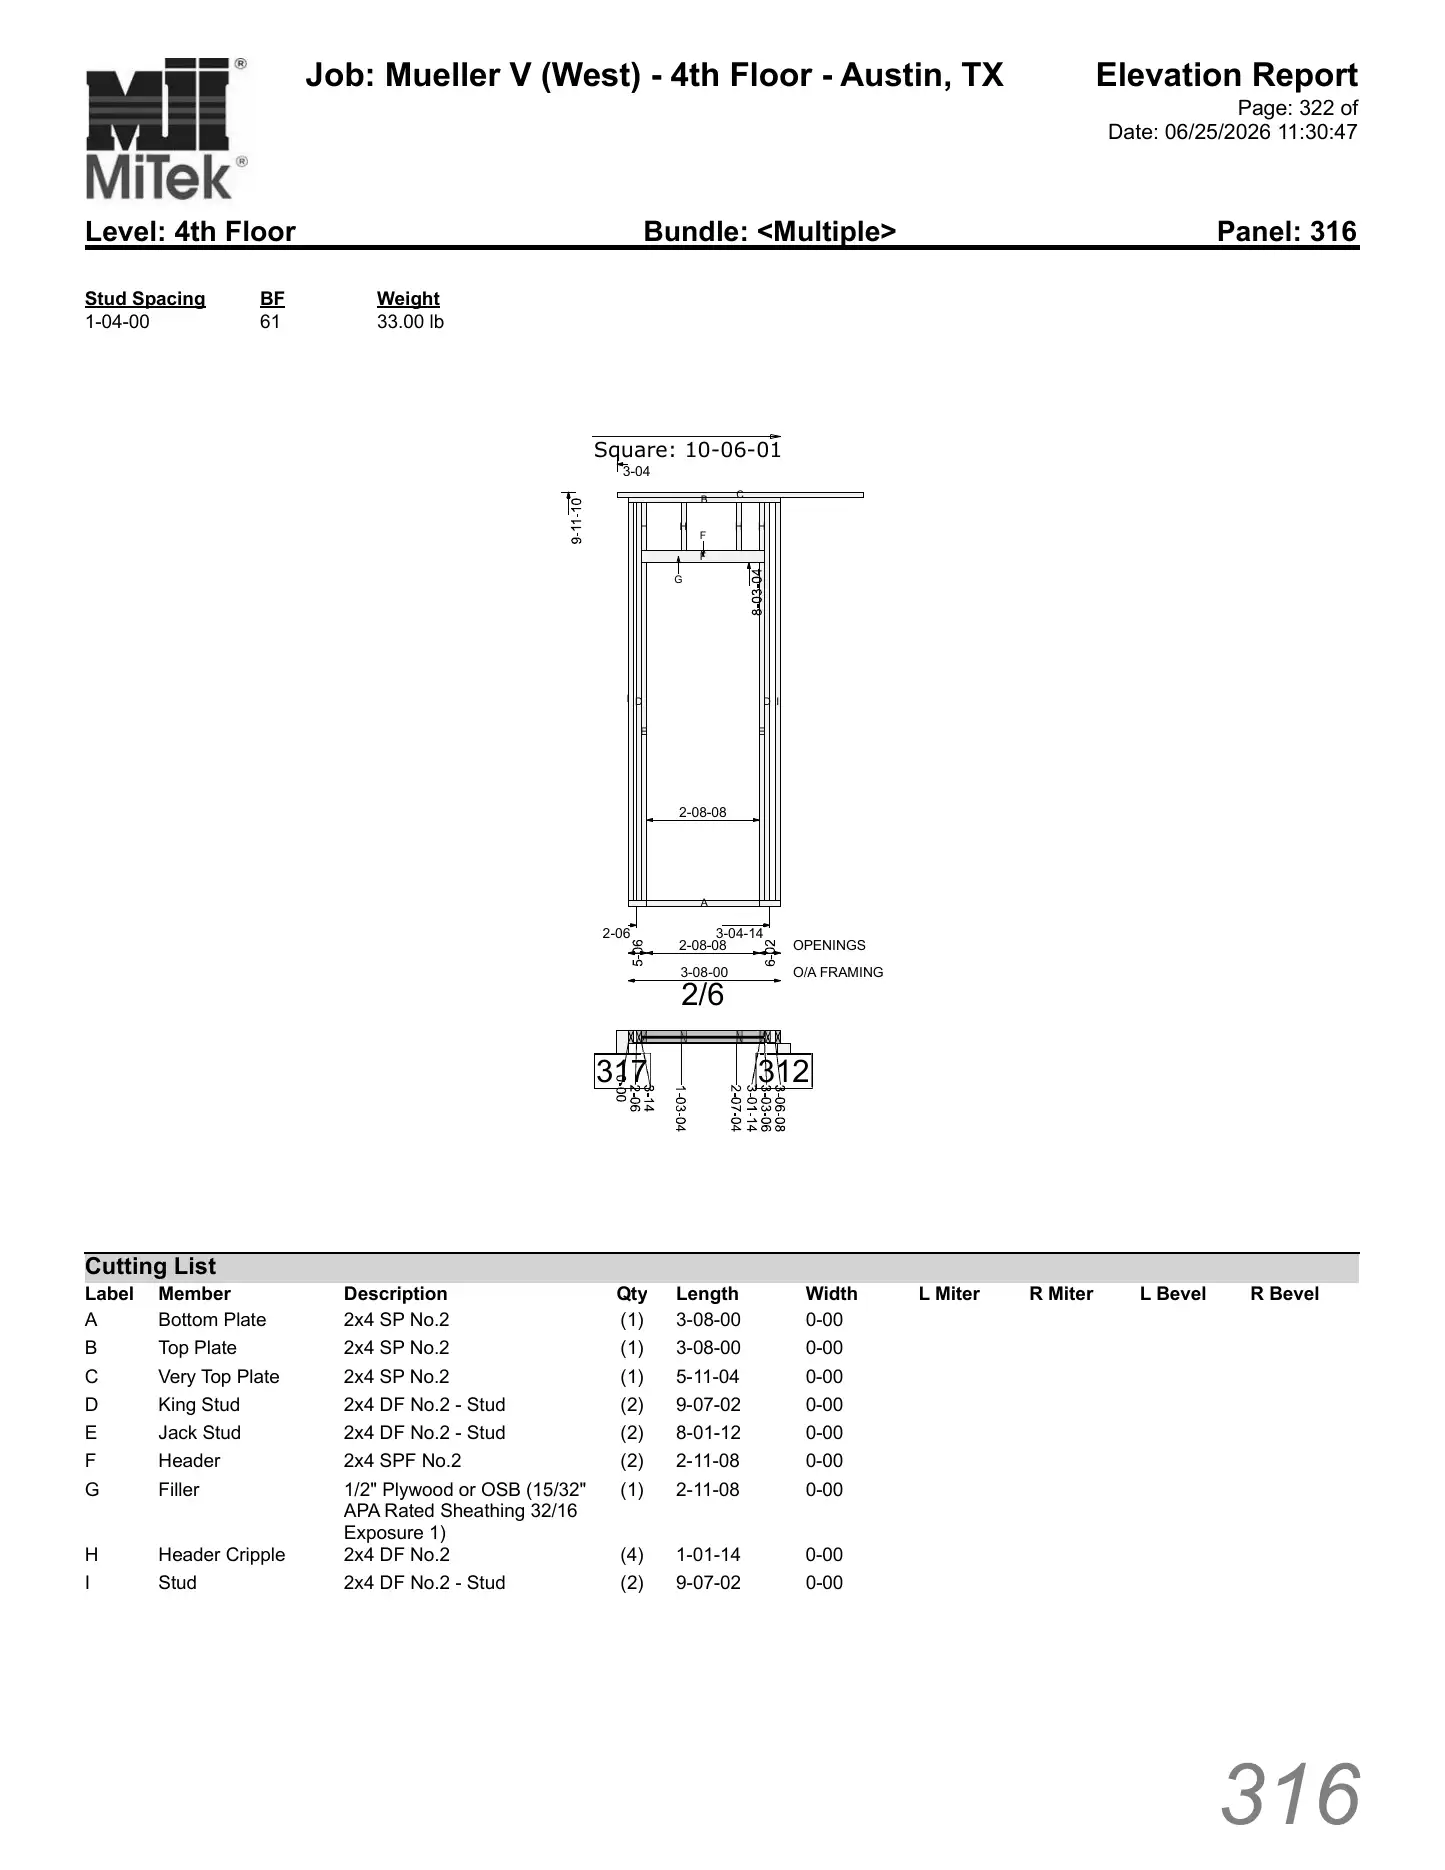 Job: Mueller V (West) - 4th Floor - Austin, TX
Elevation Report
Page: 322 of
Date: 06/25/2026 11:30:47
MiTek®
Level: 4th Floor Bundle: <Multiple> Panel: 316
Stud Spacing BF Weight
1-04-00 61 33.00 lb
Square: 10-06-01
3-04
9-11-10
B
C
H
F
F
G
8-03-04
D
D
I
2-08-08
A
2-06
3-04-14
5-06
2-08-08
6-02
OPENINGS
3-08-00
O/A FRAMING
2/6
317
312
0-00
2-06
3-14
1-03-04
2-07-04
3-01-14
3-03-06
3-06-08
Cutting List
Label Member Description Qty Length Width L Miter R Miter L Bevel R Bevel
A Bottom Plate 2x4 SP No.2 (1) 3-08-00 0-00
B Top Plate 2x4 SP No.2 (1) 3-08-00 0-00
C Very Top Plate 2x4 SP No.2 (1) 5-11-04 0-00
D King Stud 2x4 DF No.2 - Stud (2) 9-07-02 0-00
E Jack Stud 2x4 DF No.2 - Stud (2) 8-01-12 0-00
F Header 2x4 SPF No.2 (2) 2-11-08 0-00
G Filler 1/2" Plywood or OSB (15/32" (1) 2-11-08 0-00
APA Rated Sheathing 32/16
Exposure 1)
H Header Cripple 2x4 DF No.2 (4) 1-01-14 0-00
I Stud 2x4 DF No.2 - Stud (2) 9-07-02 0-00
316